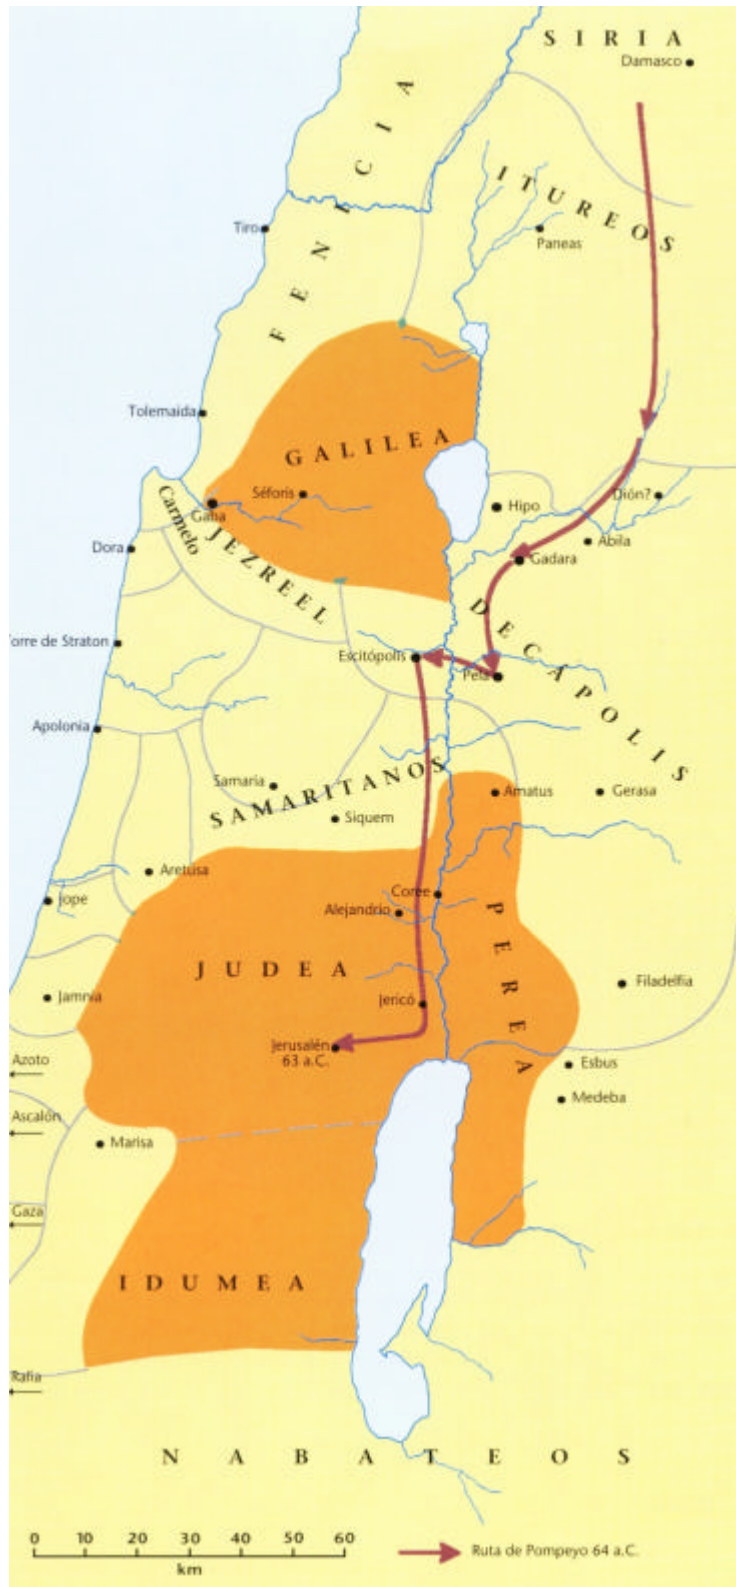 SIRIA
Damasco
FENICIA
ITUREOS
Paneas
Tiro
Tolemaida
GALILEA
Séforis
Gaba
Carmelo
JEZREEL
Hipo
Dión?
Abila
Gadara
Dora
DECÁPOLIS
orre de Straton
Escitópolis
Pela
Apolonia
Samaria
SAMARITANOS
Siquem
Amatus
Gerasa
Aretusa
Jope
Coree
Alejandrio
PEREA
JUDEA
Jamnia
Jericó
Filadelfia
Jerusalén
63 a.C.
Azoto
Esbus
Medeba
Ascalón
Marisa
Gaza
IDUMEA
Rafia
NABATEOS
0 10 20 30 40 50 60
km
Ruta de Pompeyo 64 a.C.